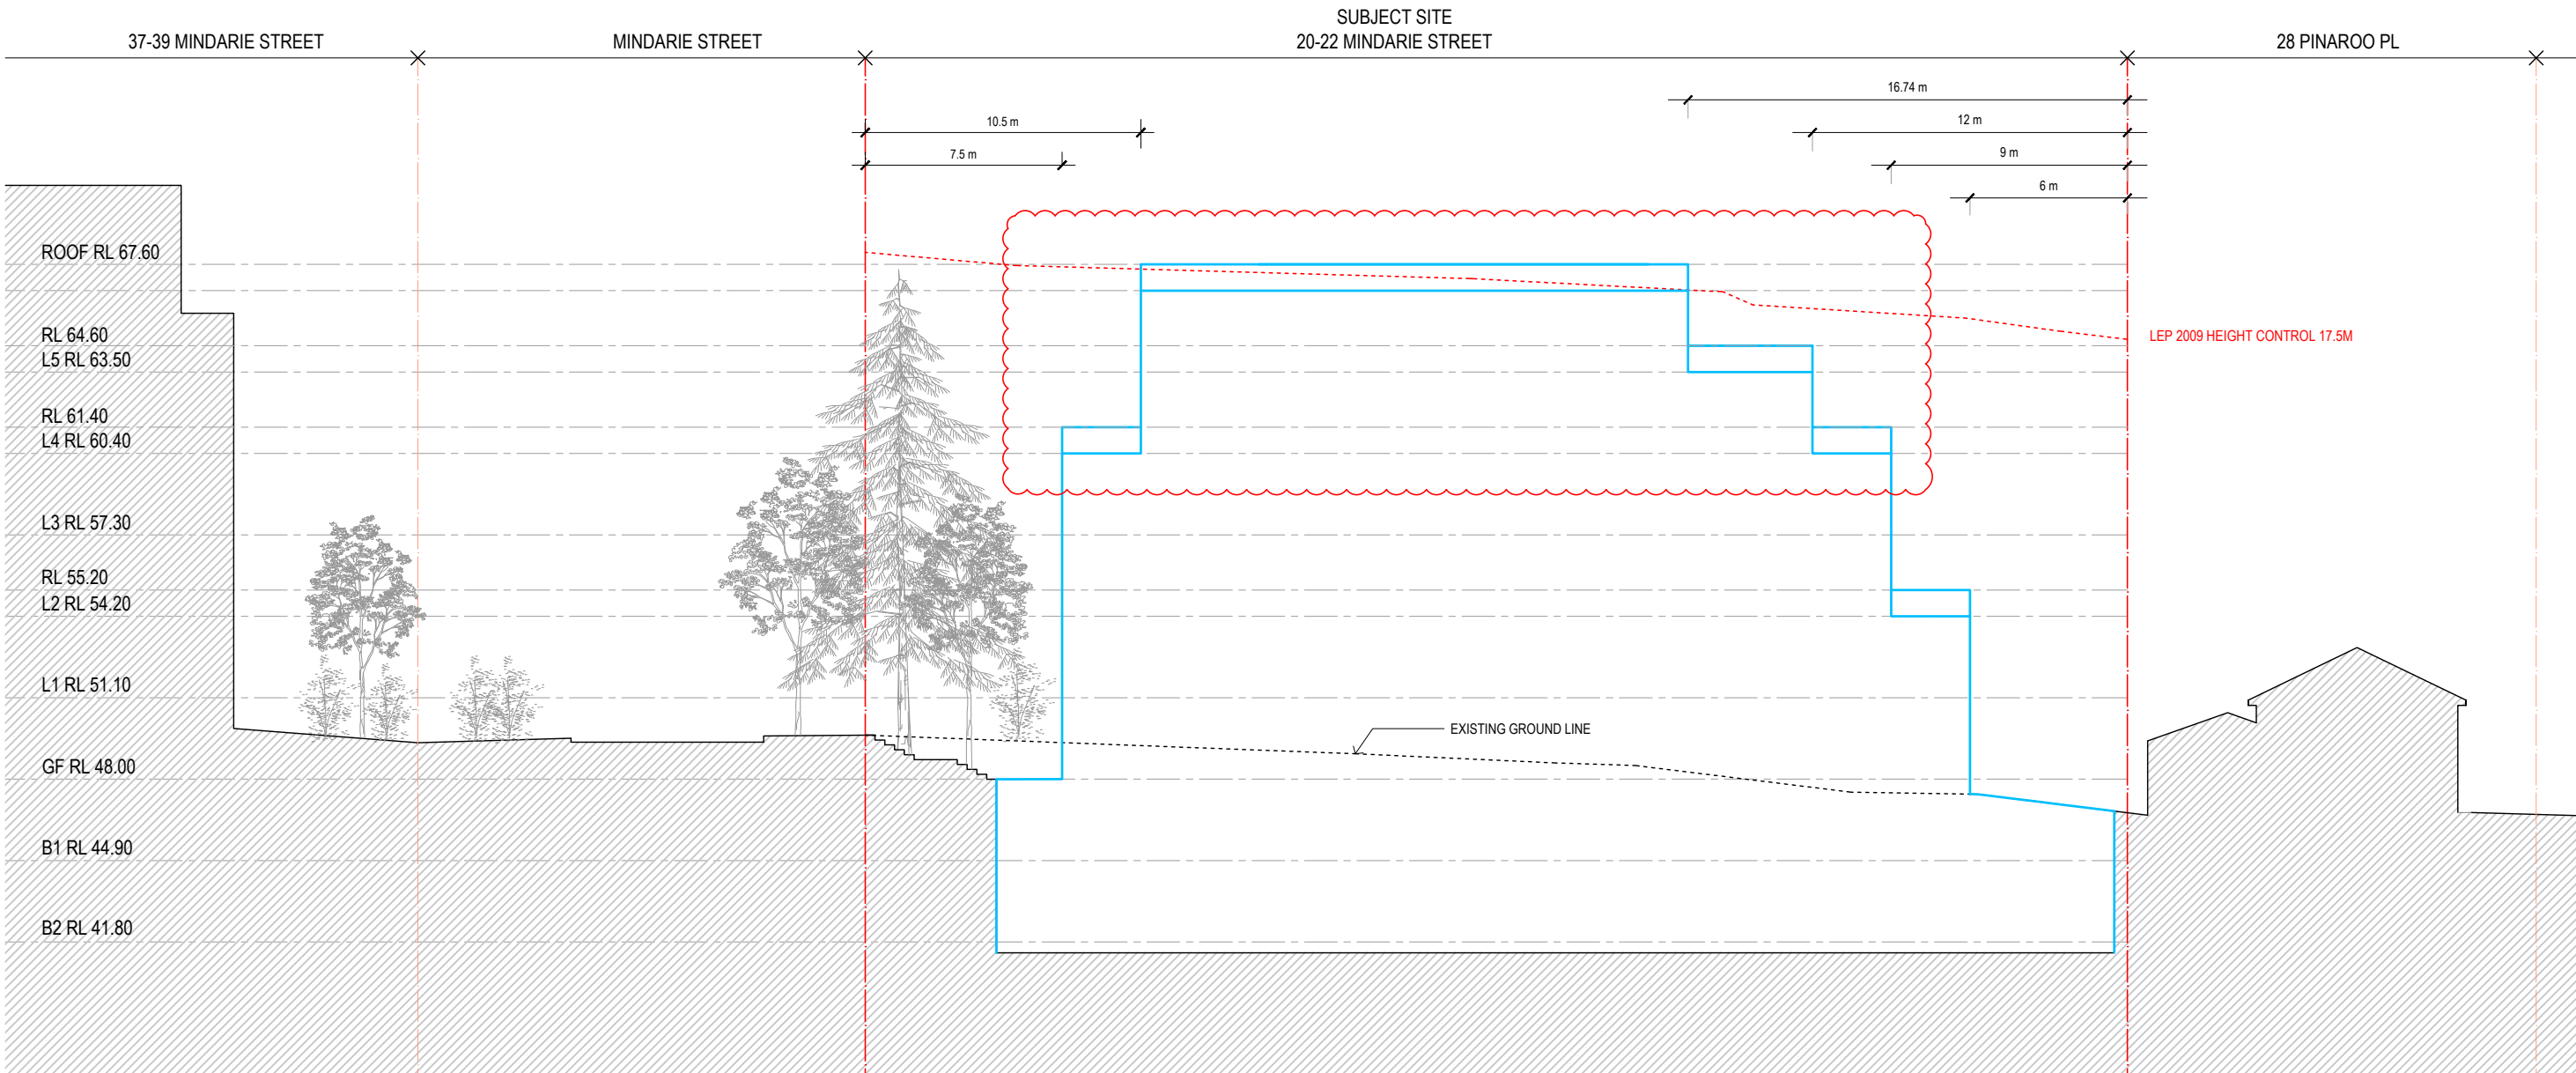 SUBJECT SITE
37-39 MINDARIE STREET
MINDARIE STREET
20-22 MINDARIE STREET
28 PINAROO PL
16.74 m
10.5 m
12 m
7.5 m
9 m
6 m
ROOF RL 67.60
RL 64.60
LEP 2009 HEIGHT CONTROL 17.5M
L5 RL 63.50
RL 61.40
L4 RL 60.40
L3 RL 57.30
RL 55.20
L2 RL 54.20
L1 RL 51.10
EXISTING GROUND LINE
GF RL 48.00
B1 RL 44.90
B2 RL 41.80